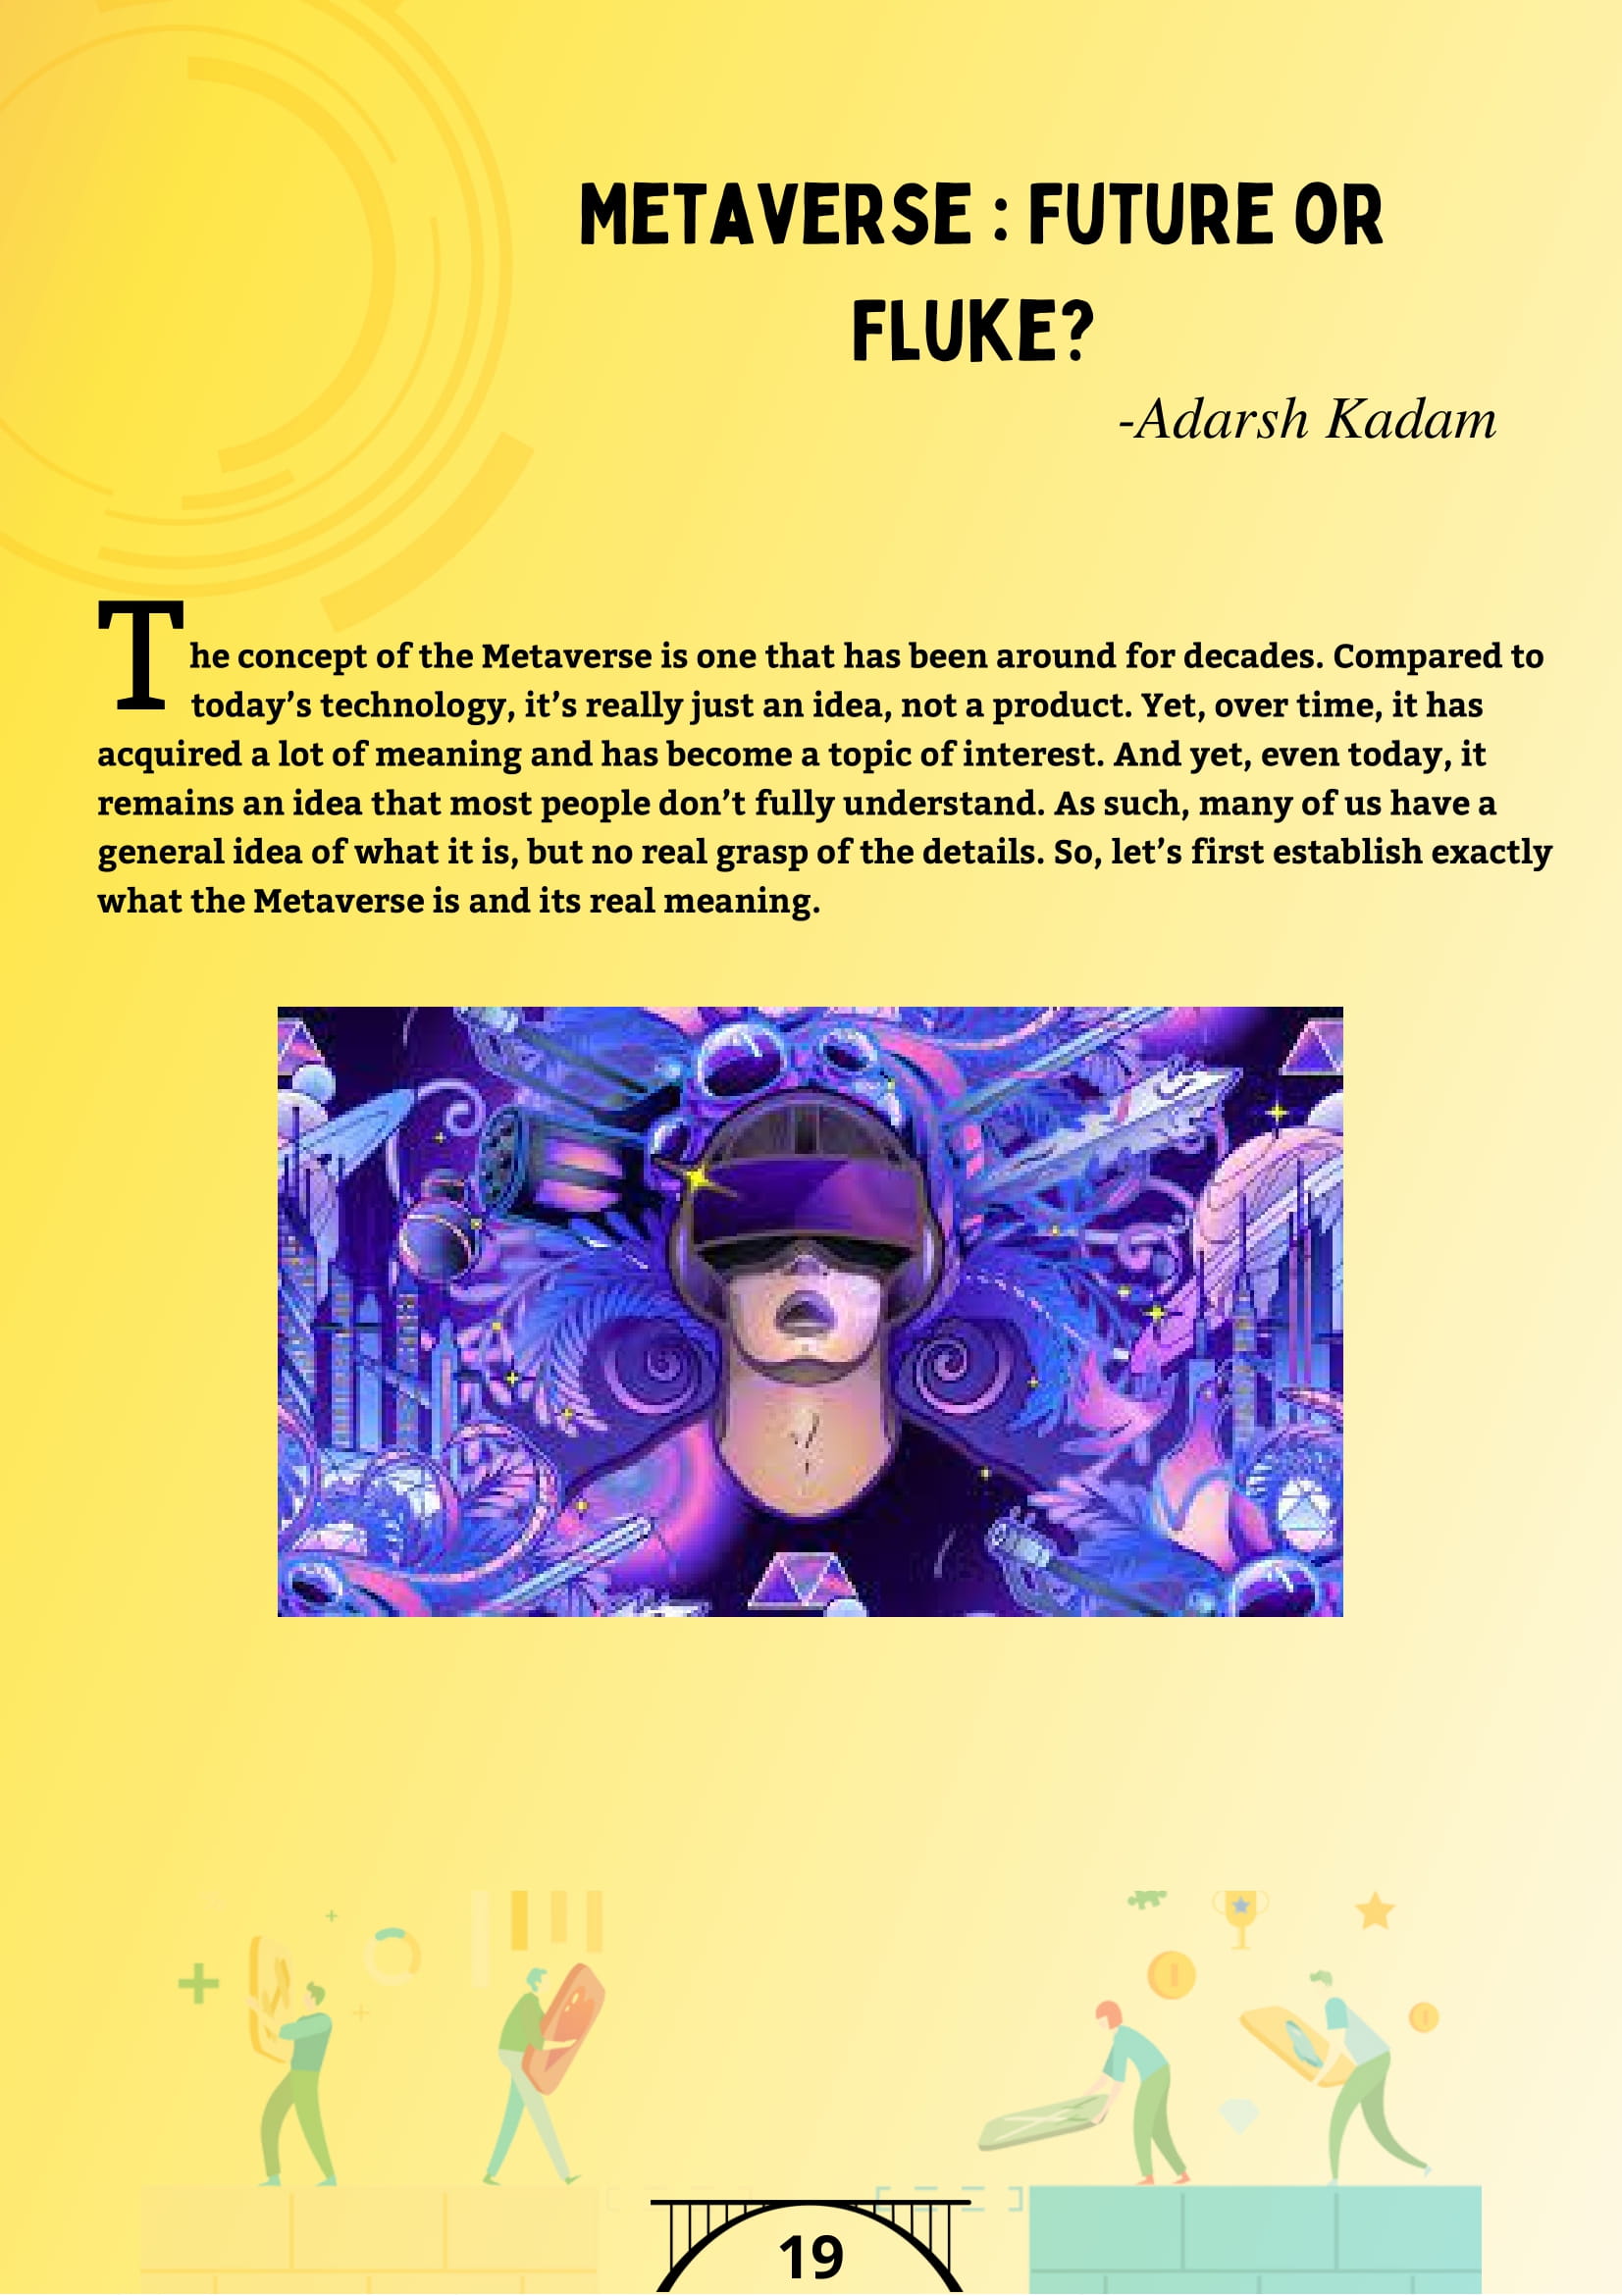 METAVERSE : FUTURE OR
FLUKE?
-Adarsh Kadam
The concept of the Metaverse is one that has been around for decades. Compared to
today’s technology, it’s really just an idea, not a product. Yet, over time, it has
acquired a lot of meaning and has become a topic of interest. And yet, even today, it
remains an idea that most people don’t fully understand. As such, many of us have a
general idea of what it is, but no real grasp of the details. So, let’s first establish exactly
what the Metaverse is and its real meaning.
19